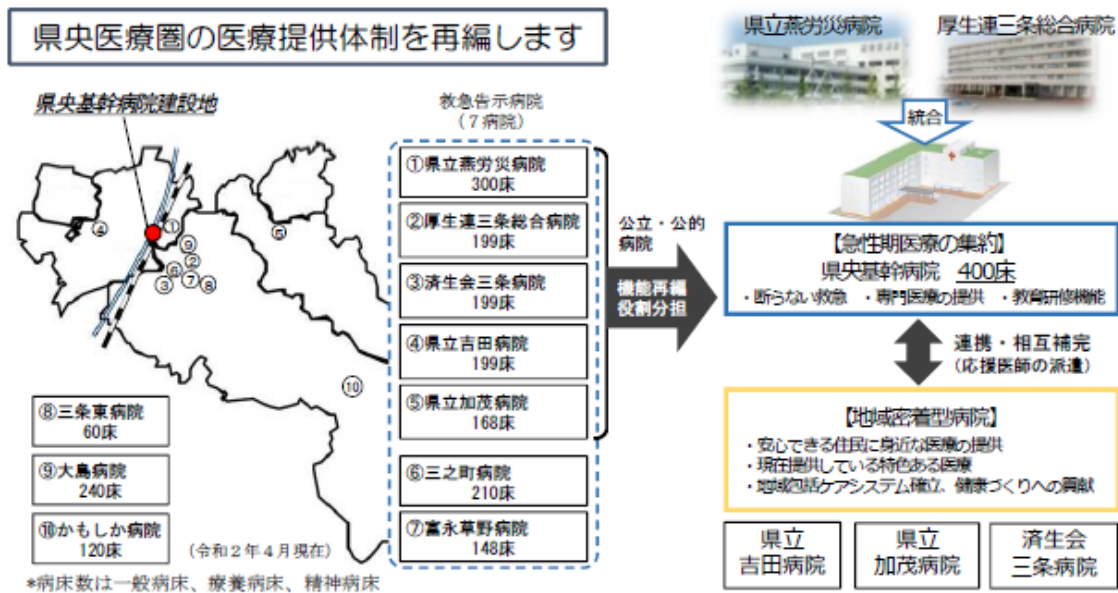 県央医療圏の医療提供体制を再編します
県央基幹病院建設地
④
①
⑨
②
⑥
③
⑦
⑧
⑤
⑩
⑧三条東病院
60床
⑨大島病院
240床
⑩かもしか病院
120床
(令和2年4月現在)
*病床数は一般病床、療養病床、精神病床
救急告示病院
(7病院)
①県立燕労災病院
300床
②厚生連三条総合病院
199床
③済生会三条病院
199床
④県立吉田病院
199床
⑤県立加茂病院
168床
⑥三之町病院
210床
⑦富永草野病院
148床
公立・公的
病院
機能再編
役割分担
県立燕労災病院
厚生連三条総合病院
統合
【急性期医療の集約】
県央基幹病院 400床
・断らない救急 ・専門医療の提供 ・教育研修機能
連携・相互補完
(応援医師の派遣)
【地域密着型病院】
・安心できる住民に身近な医療の提供
・現在提供している特色ある医療
・地域包括ケアシステム確立、健康づくりへの貢献
県立
吉田病院
県立
加茂病院
済生会
三条病院